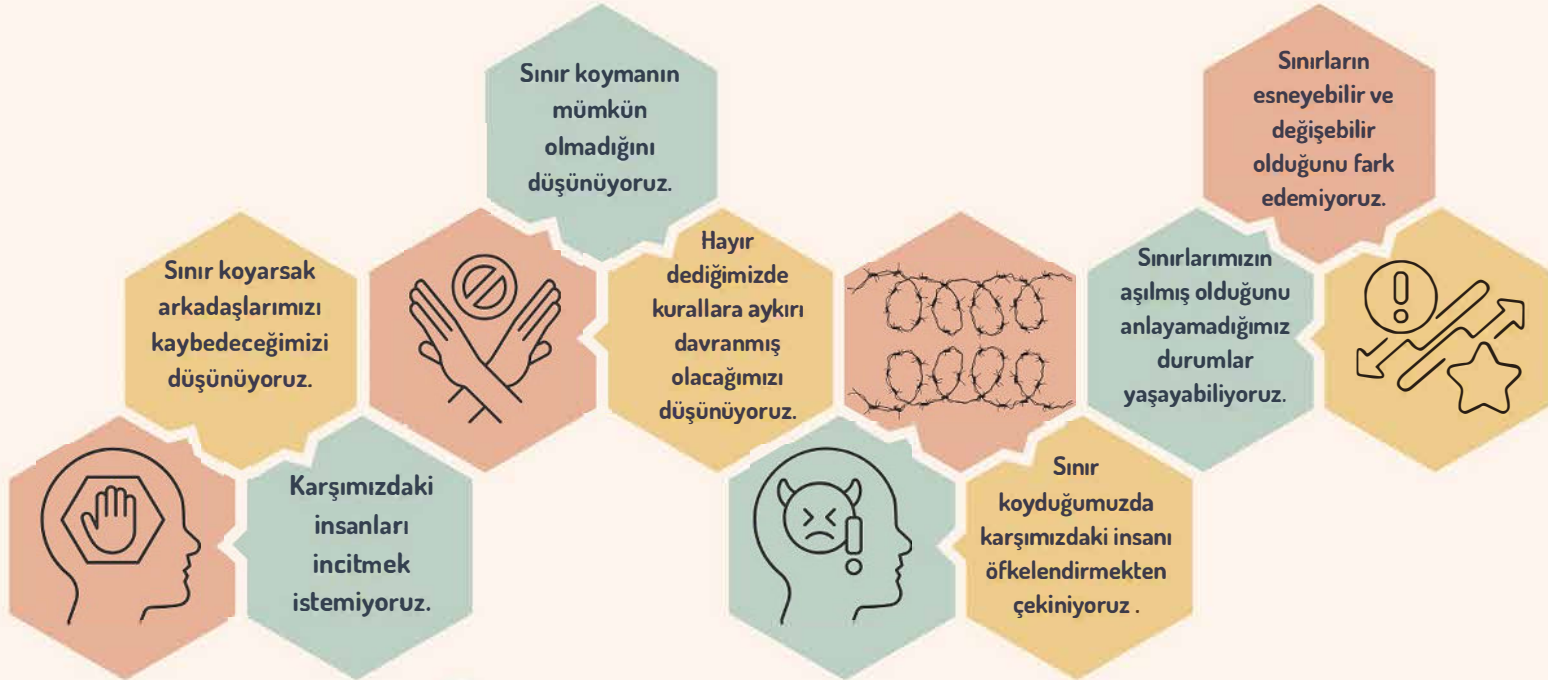 Sınır koyarsak
arkadaşlarımızı
kaybedeceğimizi
düşünüyoruz.
Karşımızdaki
insanları
incitmek
istemiyoruz.
Sınır koymanın
mümkün
olmadığını
düşünüyoruz.
Hayır
dediğimizde
kurallara aykırı
davranmış
olacağımızı
düşünüyoruz.
Sınır
koyduğumuzda
karşımızdaki insanı
öfkelendirmekten
çekiniyoruz .
Sınırlarımızın
aşılmış olduğunu
anlayamadığımız
durumlar
yaşayabiliyoruz.
Sınırların
esneyebilir ve
değişebilir
olduğunu fark
edemiyoruz.